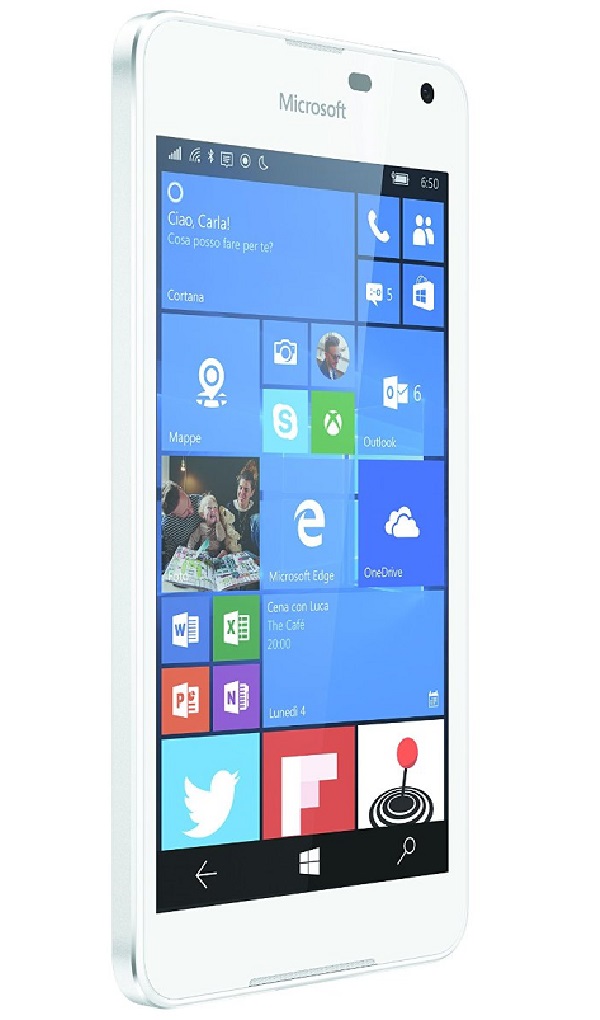 Microsoft
6:50
Ciao, Carla!
Cosa posso fare per te?
Cortana
5
Mappe
6
Outlook
Foto
Microsoft Edge
OneDrive
Cena con Luca
The Café
20:00
Lunedì 4